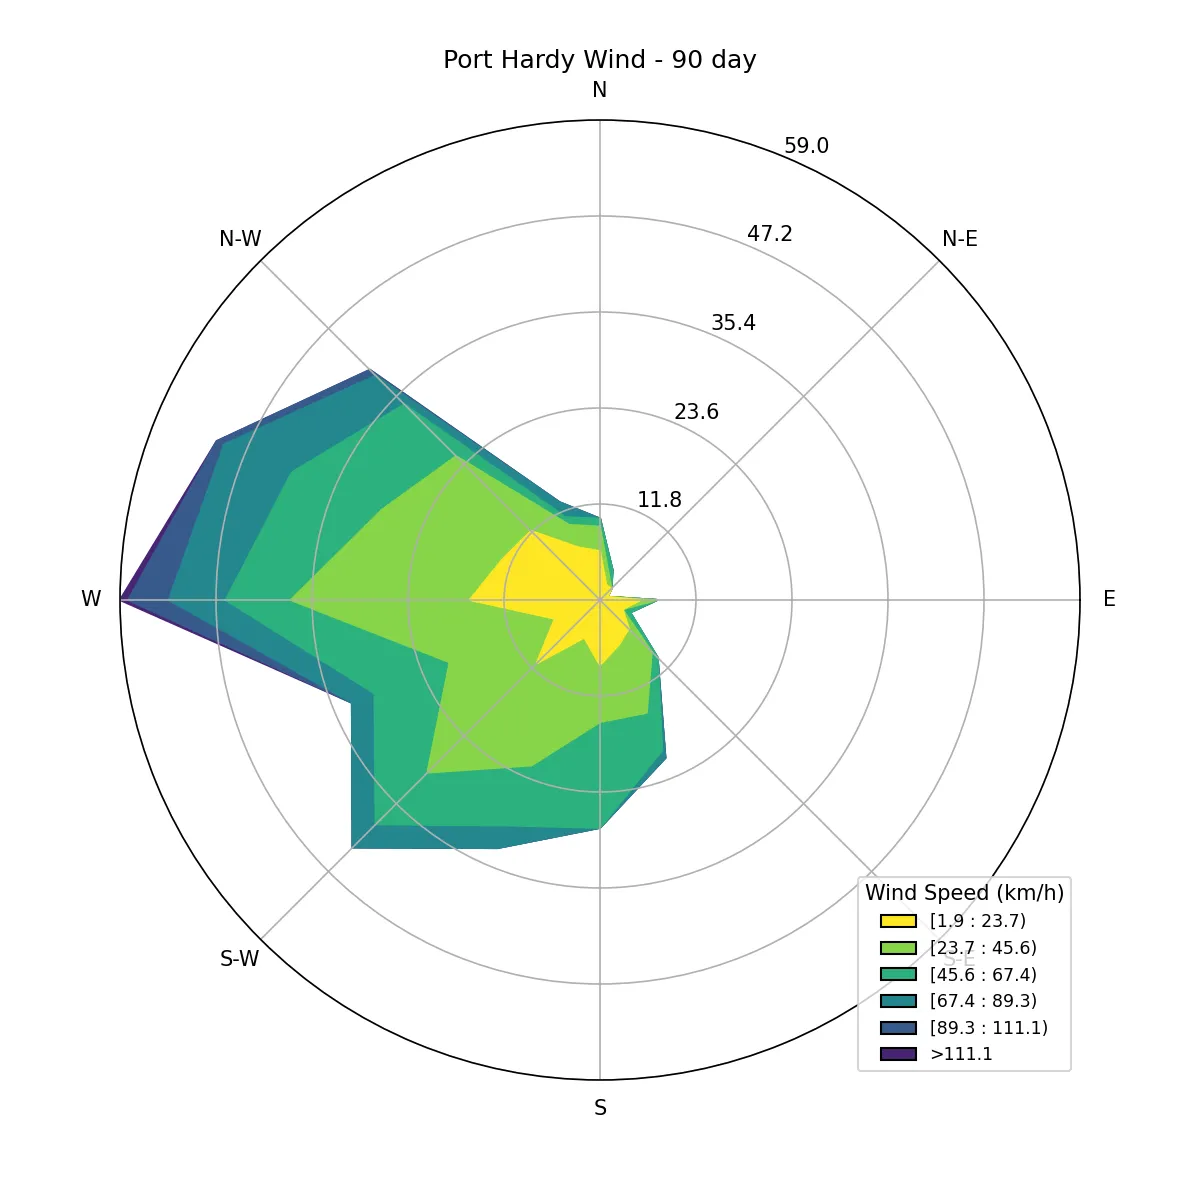 Port Hardy Wind - 90 day
N
59.0
N-W
47.2
N-E
35.4
23.6
11.8
W
E
S-W
S-E
S
Wind Speed (km/h)
[1.9 : 23.7)
[23.7 : 45.6)
[45.6 : 67.4)
[67.4 : 89.3)
[89.3 : 111.1)
>111.1